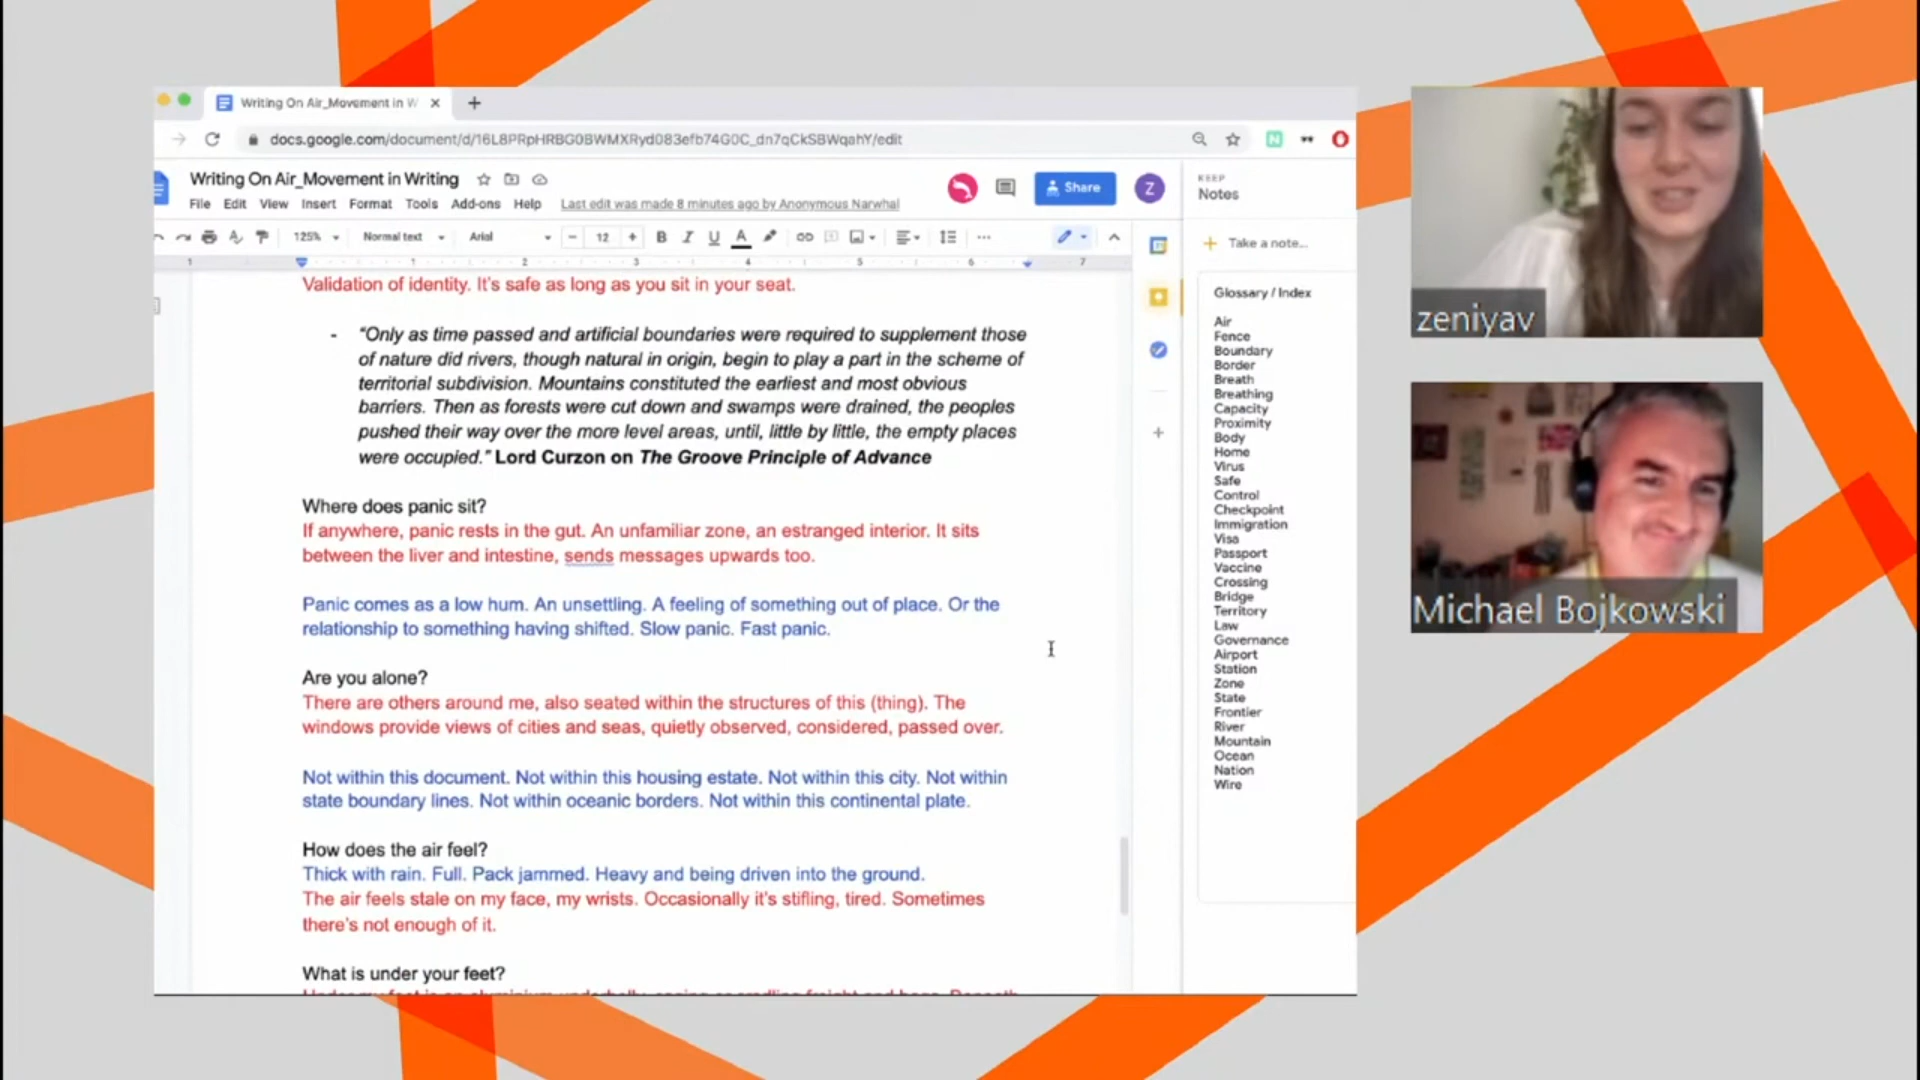 Writing On Air_Movement in W
docs.google.com/document/d/16L8PRpHRBG0BWMXRyd083efb74G0C_dn7qCkSBWqahY/edit
Writing On Air_Movement in Writing
Share
Z
File Edit View Insert Format Tools Add-ons Help Last edit was made 8 minutes ago by Anonymous Narwhal
125% Normal text Arial 12 B I U A
1 1 2 3 4 5 6 7
Validation of identity. It's safe as long as you sit in your seat.
- “Only as time passed and artificial boundaries were required to supplement those
of nature did rivers, though natural in origin, begin to play a part in the scheme of
territorial subdivision. Mountains constituted the earliest and most obvious
barriers. Then as forests were cut down and swamps were drained, the peoples
pushed their way over the more level areas, until, little by little, the empty places
were occupied.” Lord Curzon on The Groove Principle of Advance
Where does panic sit?
If anywhere, panic rests in the gut. An unfamiliar zone, an estranged interior. It sits
between the liver and intestine, sends messages upwards too.
Panic comes as a low hum. An unsettling. A feeling of something out of place. Or the
relationship to something having shifted. Slow panic. Fast panic.
Are you alone?
There are others around me, also seated within the structures of this (thing). The
windows provide views of cities and seas, quietly observed, considered, passed over.
Not within this document. Not within this housing estate. Not within this city. Not within
state boundary lines. Not within oceanic borders. Not within this continental plate.
How does the air feel?
Thick with rain. Full. Pack jammed. Heavy and being driven into the ground.
The air feels stale on my face, my wrists. Occasionally it's stifling, tired. Sometimes
there's not enough of it.
What is under your feet?
KEEP
Notes
Take a note...
Glossary / Index
Air
Fence
Boundary
Border
Breath
Breathing
Capacity
Proximity
Body
Home
Virus
Safe
Control
Checkpoint
Immigration
Visa
Passport
Vaccine
Crossing
Bridge
Territory
Law
Governance
Airport
Station
Zone
State
Frontier
River
Mountain
Ocean
Nation
Wire
zeniyav
Michael Bojkowski